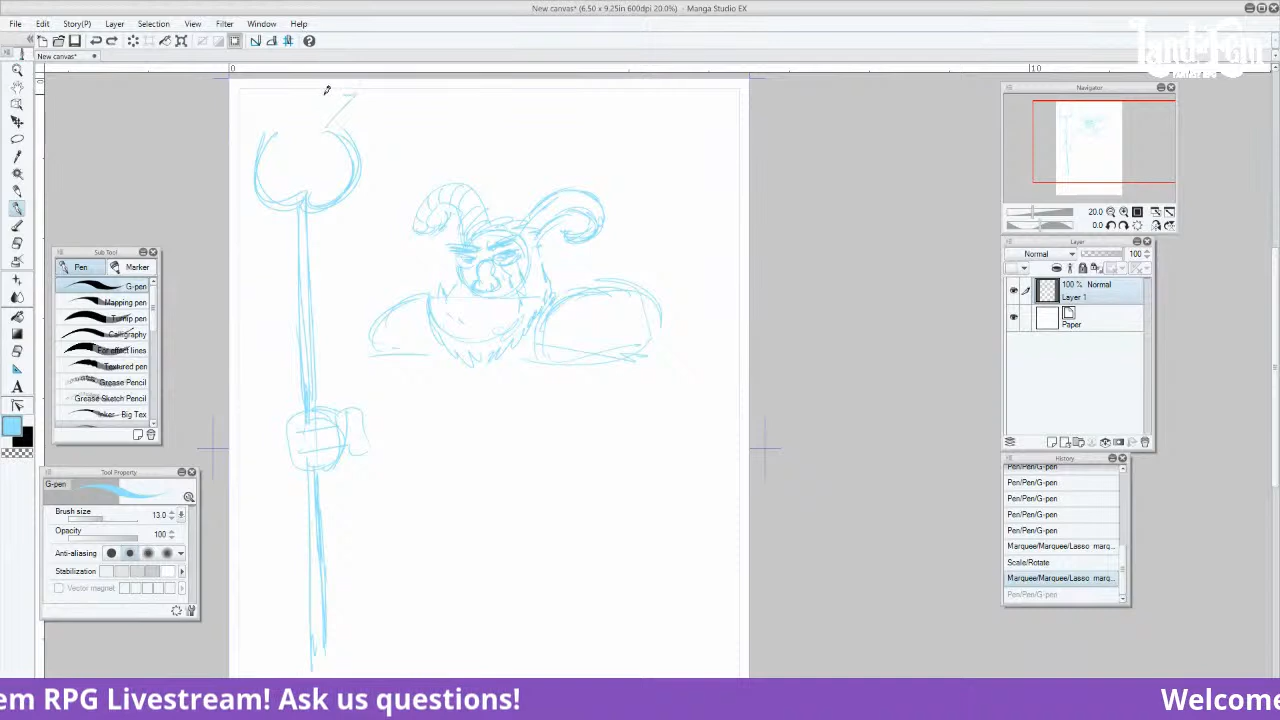 New canvas* (6.50 x 9.25in 600dpi 20.0%) - Manga Studio EX
File Edit Story(P) Layer Selection View Filter Window Help
New canvas*
0 10
Navigator
20.0
0.0
Sub Tool
Pen Marker
G-pen
Mapping pen
Turnip pen
Calligraphy
For effect lines
Textured pen
Grease Pencil
Grease Sketch Pencil
Inker - Big Tex
Tool Property
G-pen
Brush size 13.0
Opacity 100
Anti-aliasing
Stabilization
Vector magnet
Layer
Normal 100
100 % Normal
Layer 1
Paper
History
Pen/Pen/G-pen
Pen/Pen/G-pen
Pen/Pen/G-pen
Pen/Pen/G-pen
Pen/Pen/G-pen
Marquee/Marquee/Lasso marq...
Scale/Rotate
Marquee/Marquee/Lasso marq...
Pen/Pen/G-pen
em RPG Livestream! Ask us questions! Welcome